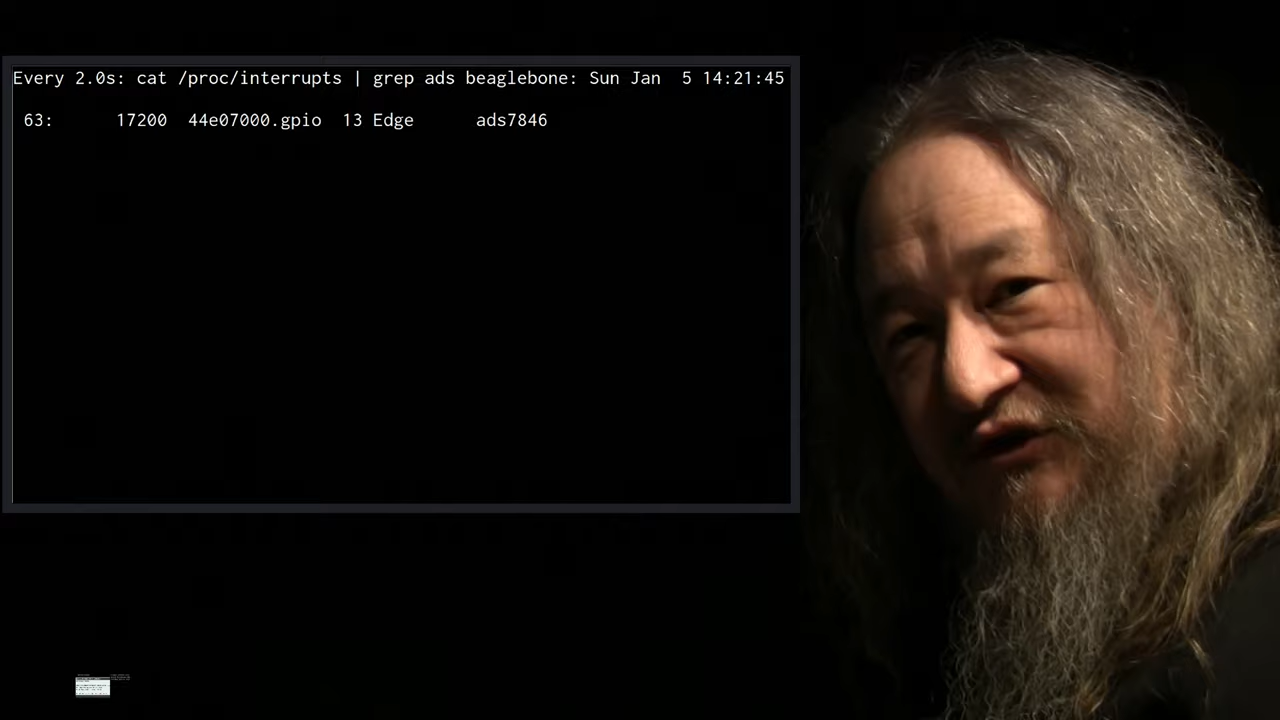 Every 2.0s: cat /proc/interrupts | grep ads beaglebone: Sun Jan  5 14:21:45
63:      17200  44e07000.gpio  13 Edge      ads7846